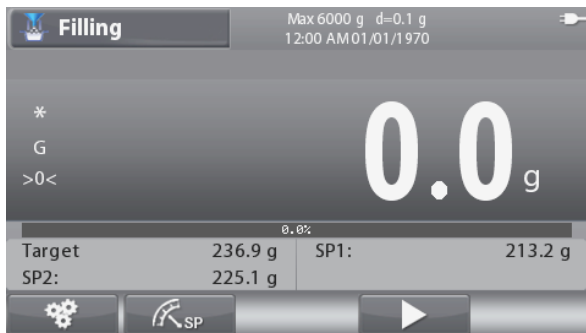 Filling
Max 6000 g d=0.1 g
12:00 AM 01/01/1970
*
G
>0<
0.0 g
0.0%
Target 236.9 g SP1: 213.2 g
SP2: 225.1 g
SP